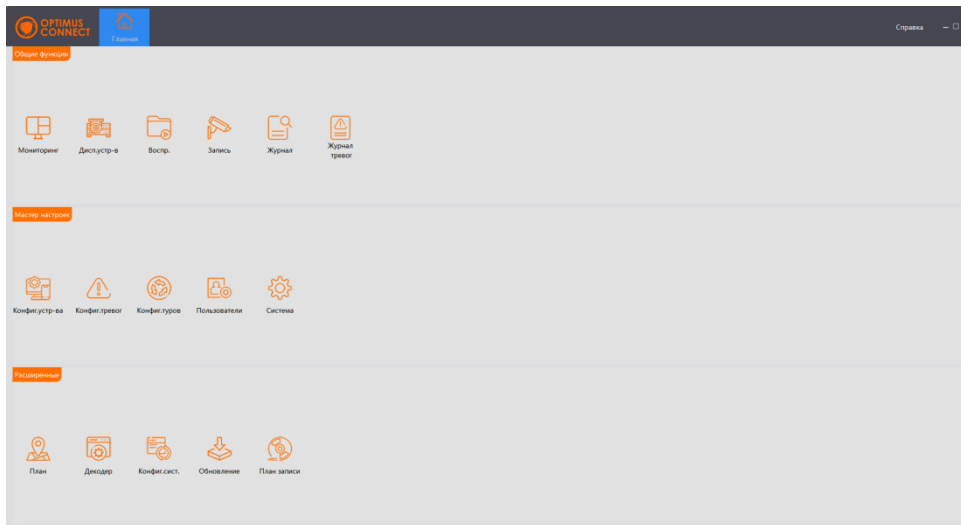 OPTIMUS
CONNECT
Главная
Справка
Общие функции
Мониторинг
Дисп.устр-в
Воспр.
Запись
Журнал
Журнал
тревог
Мастер настроек
Конфиг.устр-ва
Конфиг.тревог
Конфиг.туров
Пользователи
Система
Расширенные
План
Декодер
Конфиг.сист.
Обновление
План записи